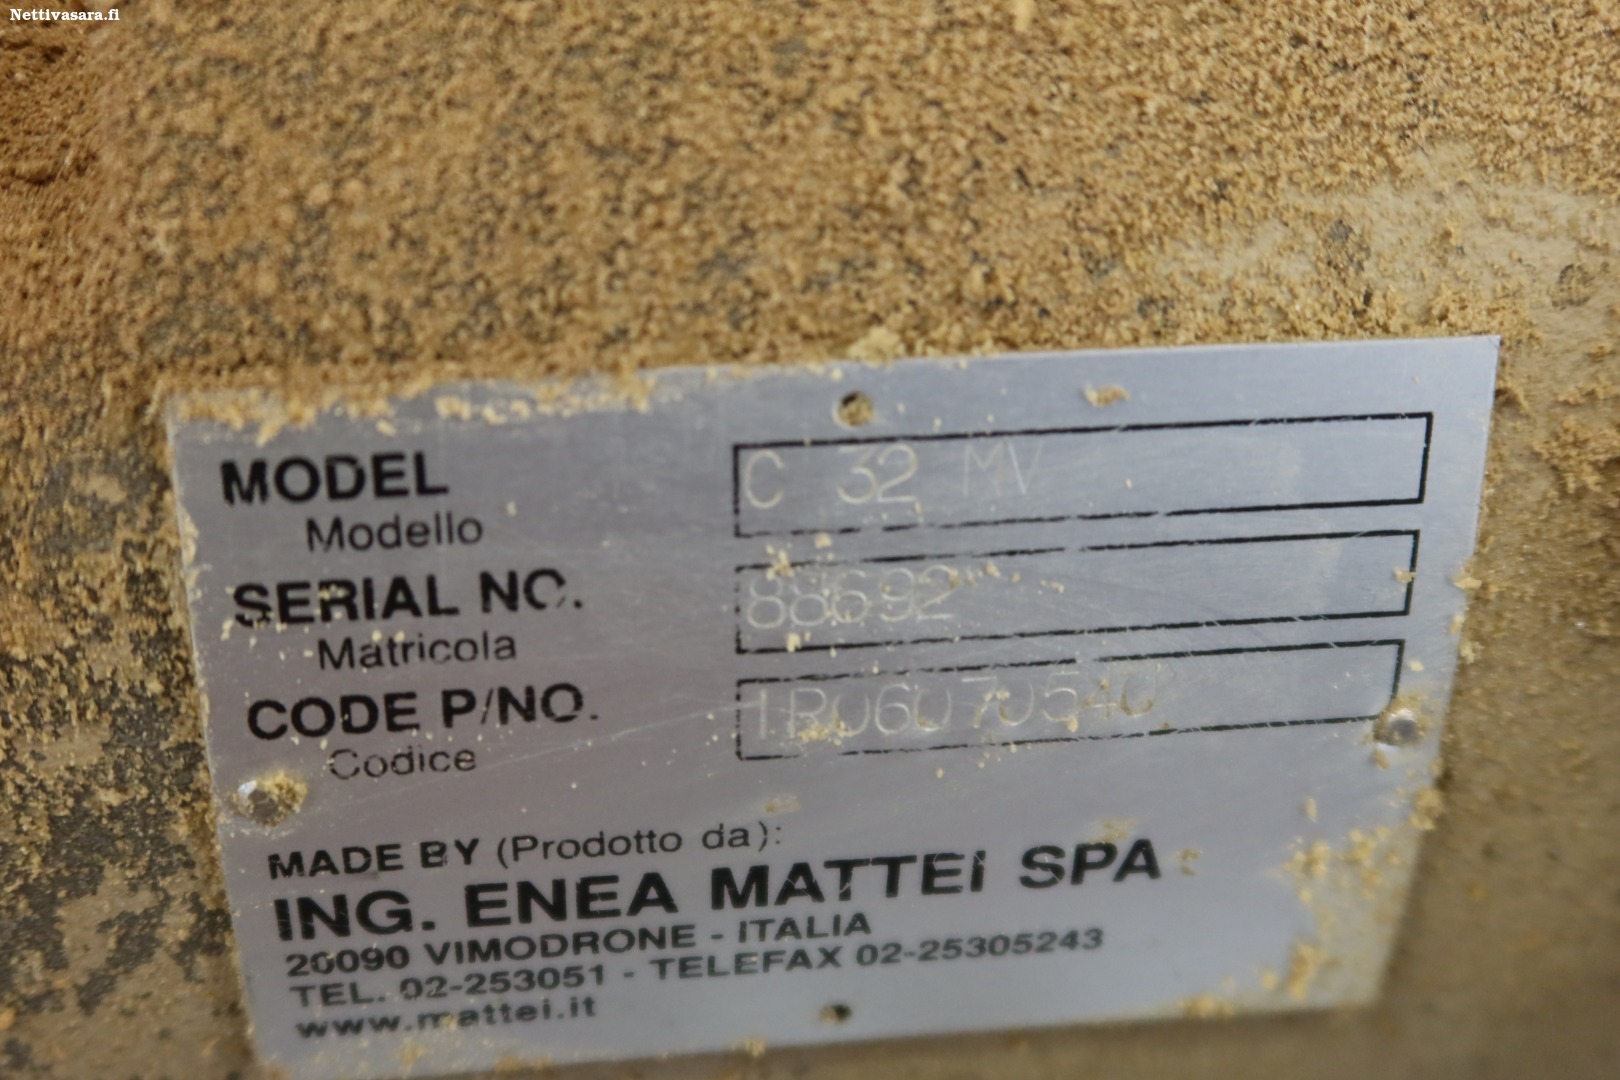 Nettivasara.fi
MODEL C 32 MV
Modello
SERIAL NO. 88692
Matricola
CODE P/NO. 1R06070540
Codice
MADE BY (Prodotto da):
ING. ENEA MATTEI SPA
20090 VIMODRONE - ITALIA
TEL. 02-253051 - TELEFAX 02-25305243
www.mattei.it